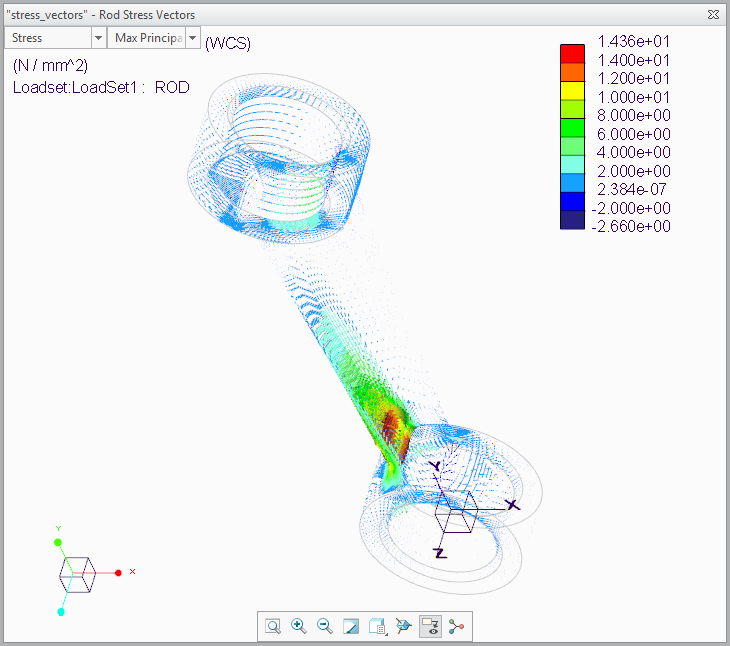 "stress_vectors" - Rod Stress Vectors
Stress Max Principa (WCS)
(N / mm^2)
Loadset:LoadSet1 : ROD
1.436e+01
1.400e+01
1.200e+01
1.000e+01
8.000e+00
6.000e+00
4.000e+00
2.000e+00
2.384e-07
-2.000e+00
-2.660e+00
Y
X
Z
Y
X